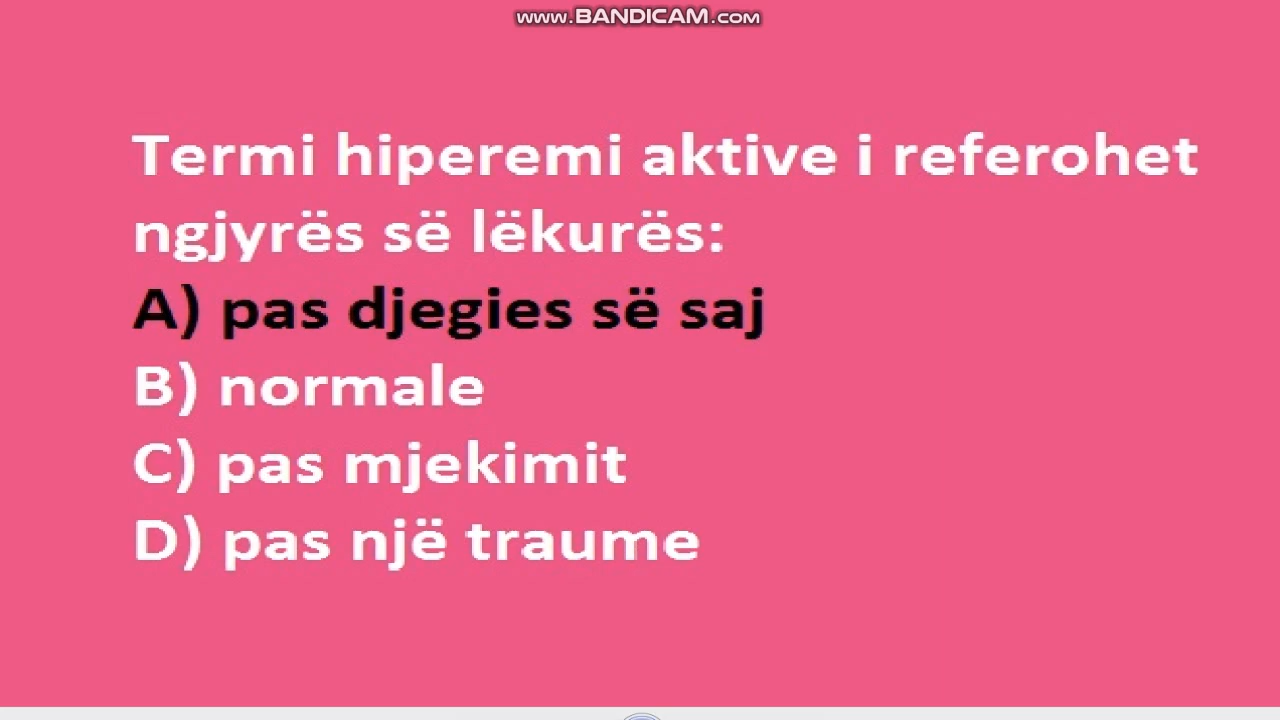 www.BANDICAM.com
Termi hiperemi aktive i referohet
ngjyrës së lëkurës:
A) pas djegies së saj
B) normale
C) pas mjekimit
D) pas një traume